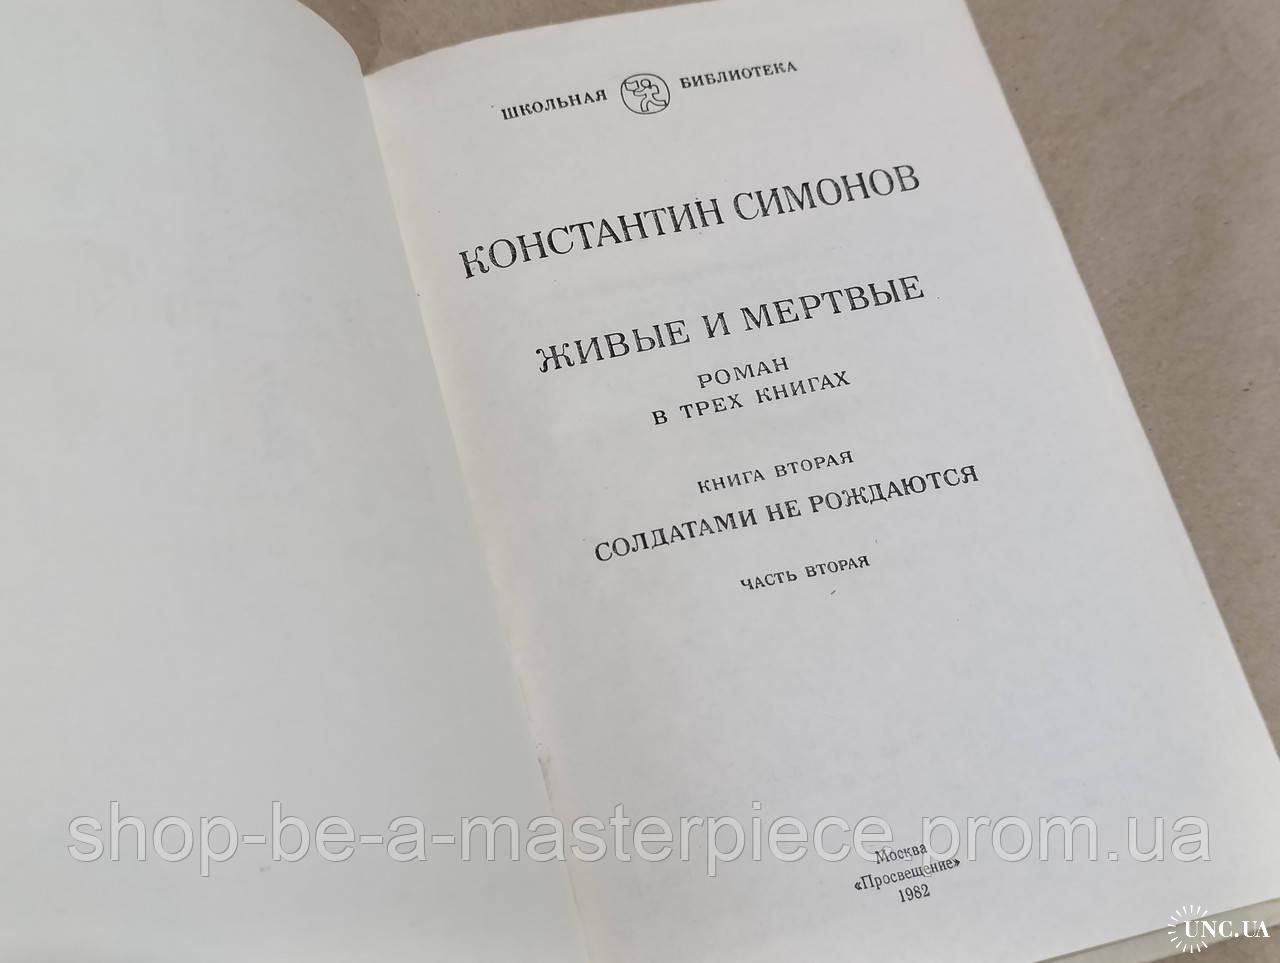 ШКОЛЬНАЯ БИБЛИОТЕКА
КОНСТАНТИН СИМОНОВ
ЖИВЫЕ И МЕРТВЫЕ
РОМАН
В ТРЕХ КНИГАХ
КНИГА ВТОРАЯ
СОЛДАТАМИ НЕ РОЖДАЮТСЯ
ЧАСТЬ ВТОРАЯ
shop-be-a-masterpiece.prom.ua
Москва
«Просвещение»
1982
UNC.UA